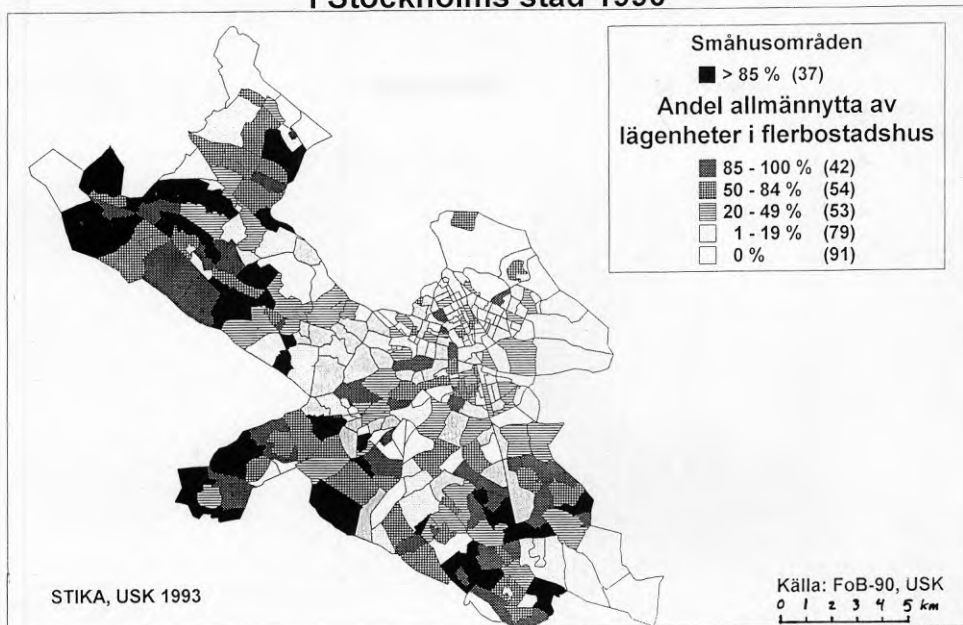 i Stockholms stad 1990
Småhusområden
> 85 % (37)
Andel allmännytta av
lägenheter i flerbostadshus
85 - 100 % (42)
50 - 84 % (54)
20 - 49 % (53)
1 - 19 % (79)
0 % (91)
STIKA, USK 1993
Källa: FoB-90, USK
0 1 2 3 4 5 km